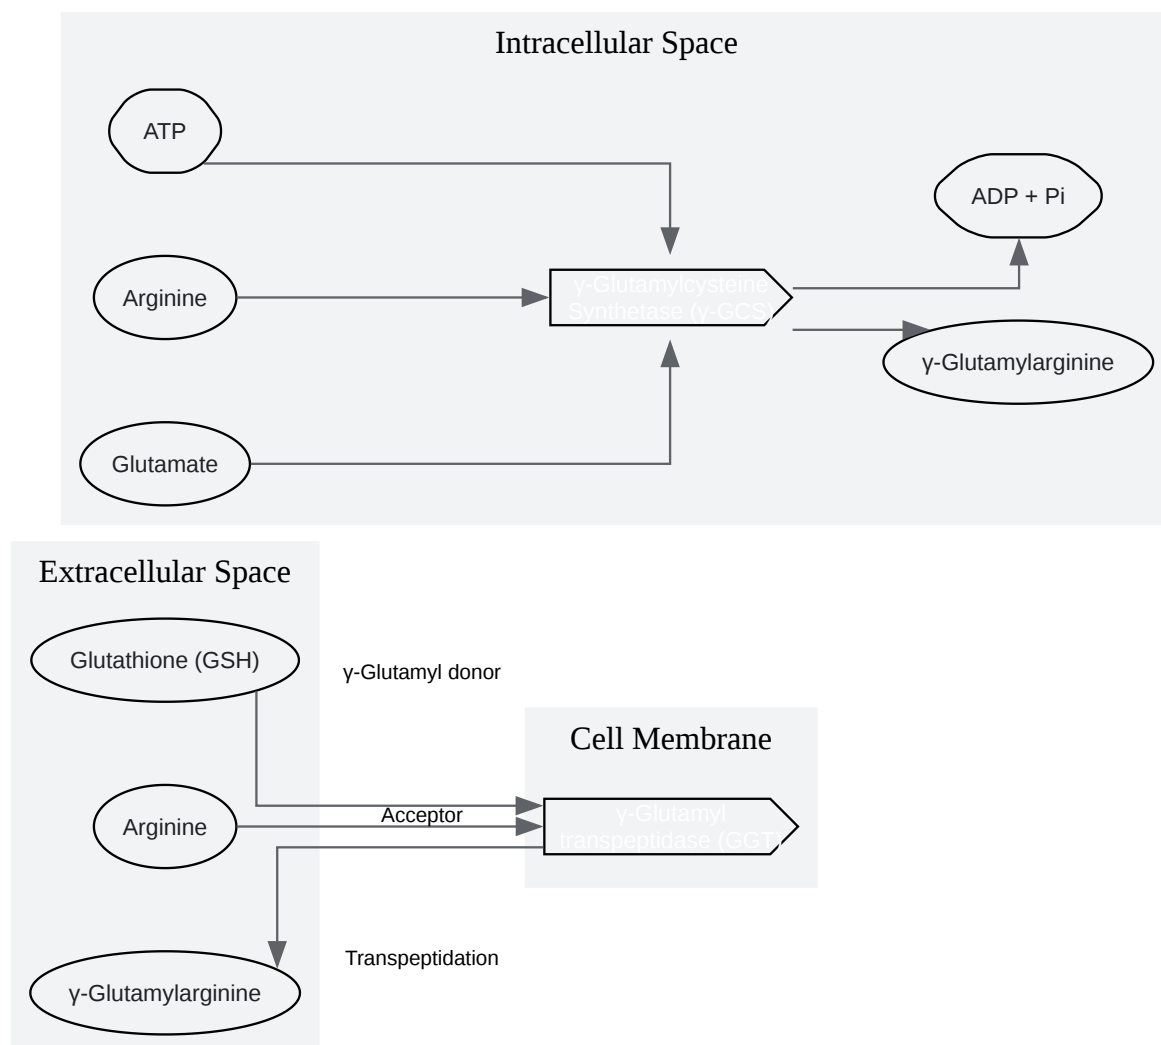 Intracellular Space
ATP
ADP + Pi
Arginine
γ-Glutamylcysteine
Synthetase (γ-GCS)
γ-Glutamylarginine
Glutamate
Extracellular Space
Glutathione (GSH)
γ-Glutamyl donor
Cell Membrane
Acceptor
Arginine
γ-Glutamyl
transpeptidase (GGT)
Transpeptidation
γ-Glutamylarginine